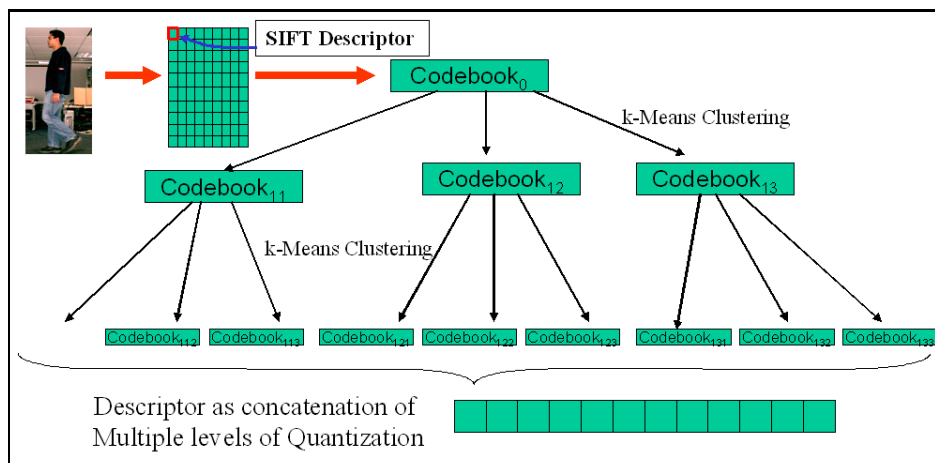 SIFT Descriptor
Codebook0
k-Means Clustering
Codebook11
Codebook12
Codebook13
k-Means Clustering
Codebook112
Codebook113
Codebook121
Codebook122
Codebook123
Codebook131
Codebook132
Codebook133
Descriptor as concatenation of
Multiple levels of Quantization